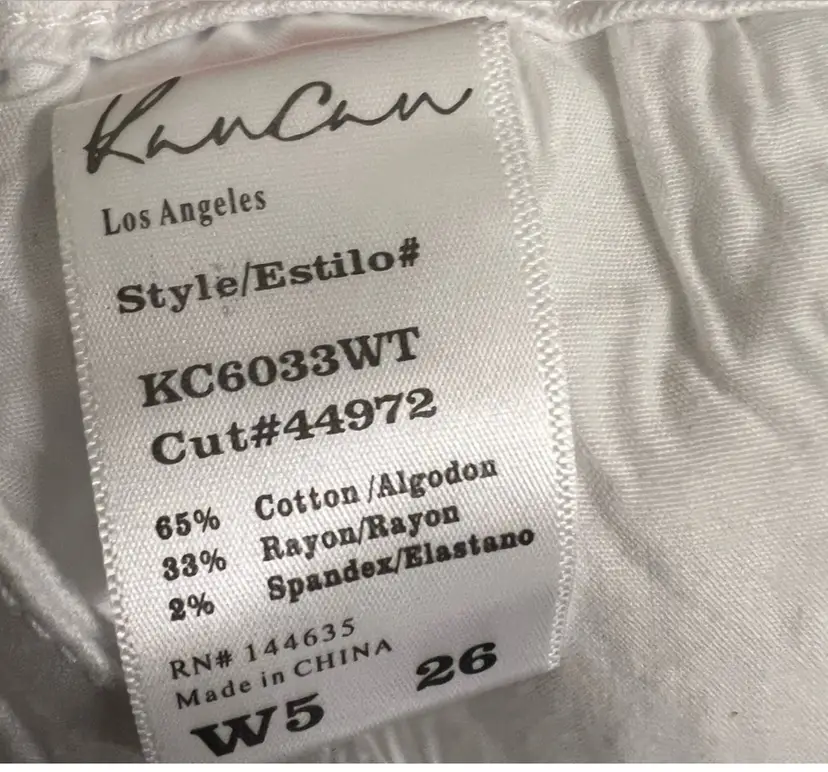 KanCan
Los Angeles
Style/Estilo#
KC6033WT
Cut#44972
65% Cotton/Algodon
33% Rayon/Rayon
2% Spandex/Elastano
RN# 144635
Made in CHINA
W5 26